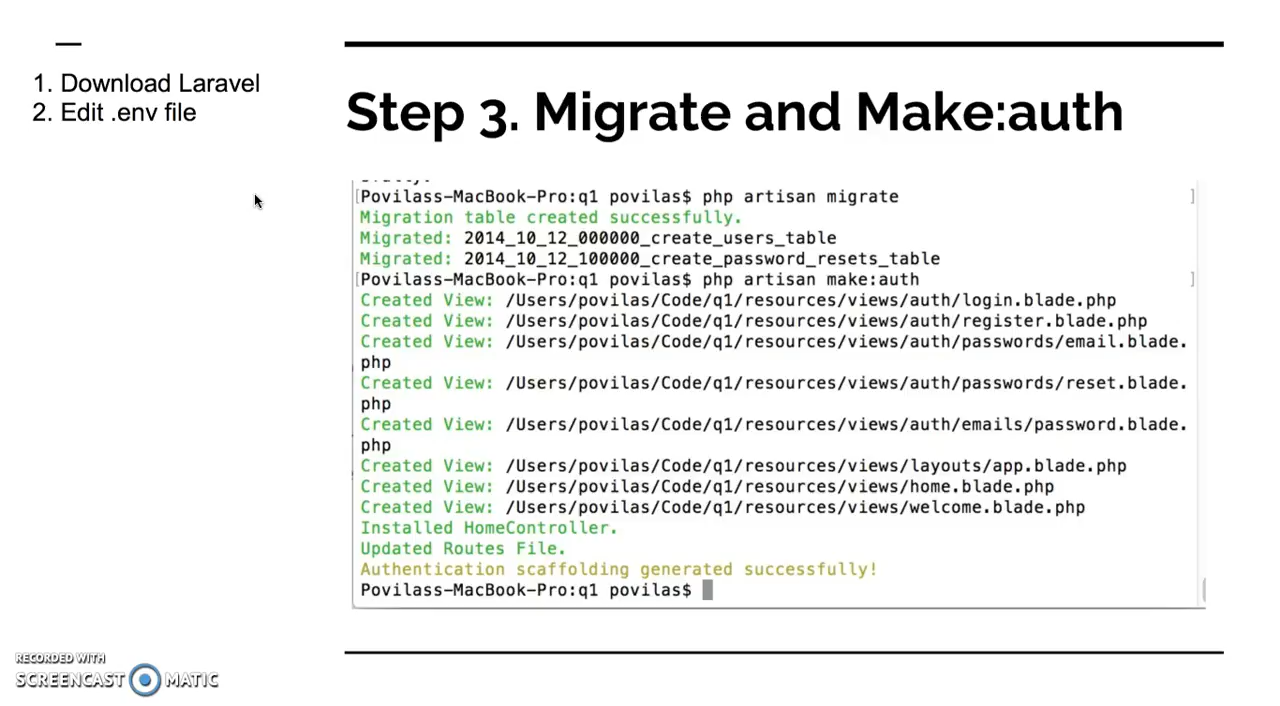 1. Download Laravel
2. Edit .env file
Step 3. Migrate and Make:auth
[Povilass-MacBook-Pro:q1 povilas$ php artisan migrate ]
Migration table created successfully.
Migrated: 2014_10_12_000000_create_users_table
Migrated: 2014_10_12_100000_create_password_resets_table
[Povilass-MacBook-Pro:q1 povilas$ php artisan make:auth ]
Created View: /Users/povilas/Code/q1/resources/views/auth/login.blade.php
Created View: /Users/povilas/Code/q1/resources/views/auth/register.blade.php
Created View: /Users/povilas/Code/q1/resources/views/auth/passwords/email.blade.
php
Created View: /Users/povilas/Code/q1/resources/views/auth/passwords/reset.blade.
php
Created View: /Users/povilas/Code/q1/resources/views/auth/emails/password.blade.
php
Created View: /Users/povilas/Code/q1/resources/views/layouts/app.blade.php
Created View: /Users/povilas/Code/q1/resources/views/home.blade.php
Created View: /Users/povilas/Code/q1/resources/views/welcome.blade.php
Installed HomeController.
Updated Routes File.
Authentication scaffolding generated successfully!
Povilass-MacBook-Pro:q1 povilas$
RECORDED WITH
SCREENCAST MATIC